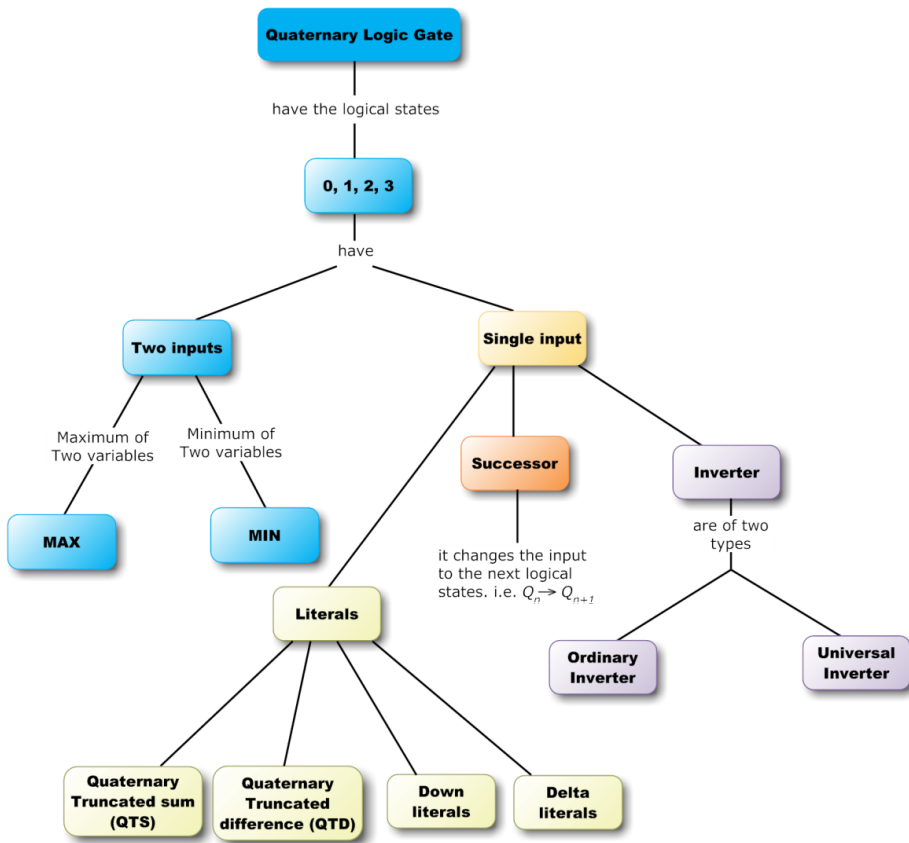 Quaternary Logic Gate
have the logical states
0, 1, 2, 3
have
Two inputs
Single input
Maximum of
Two variables
Minimum of
Two variables
Successor
Inverter
MAX
MIN
it changes the input
to the next logical
states. i.e. Qn→ Qn+1
are of two
types
Literals
Ordinary
Inverter
Universal
Inverter
Quaternary
Truncated sum
(QTS)
Quaternary
Truncated
difference (QTD)
Down
literals
Delta
literals